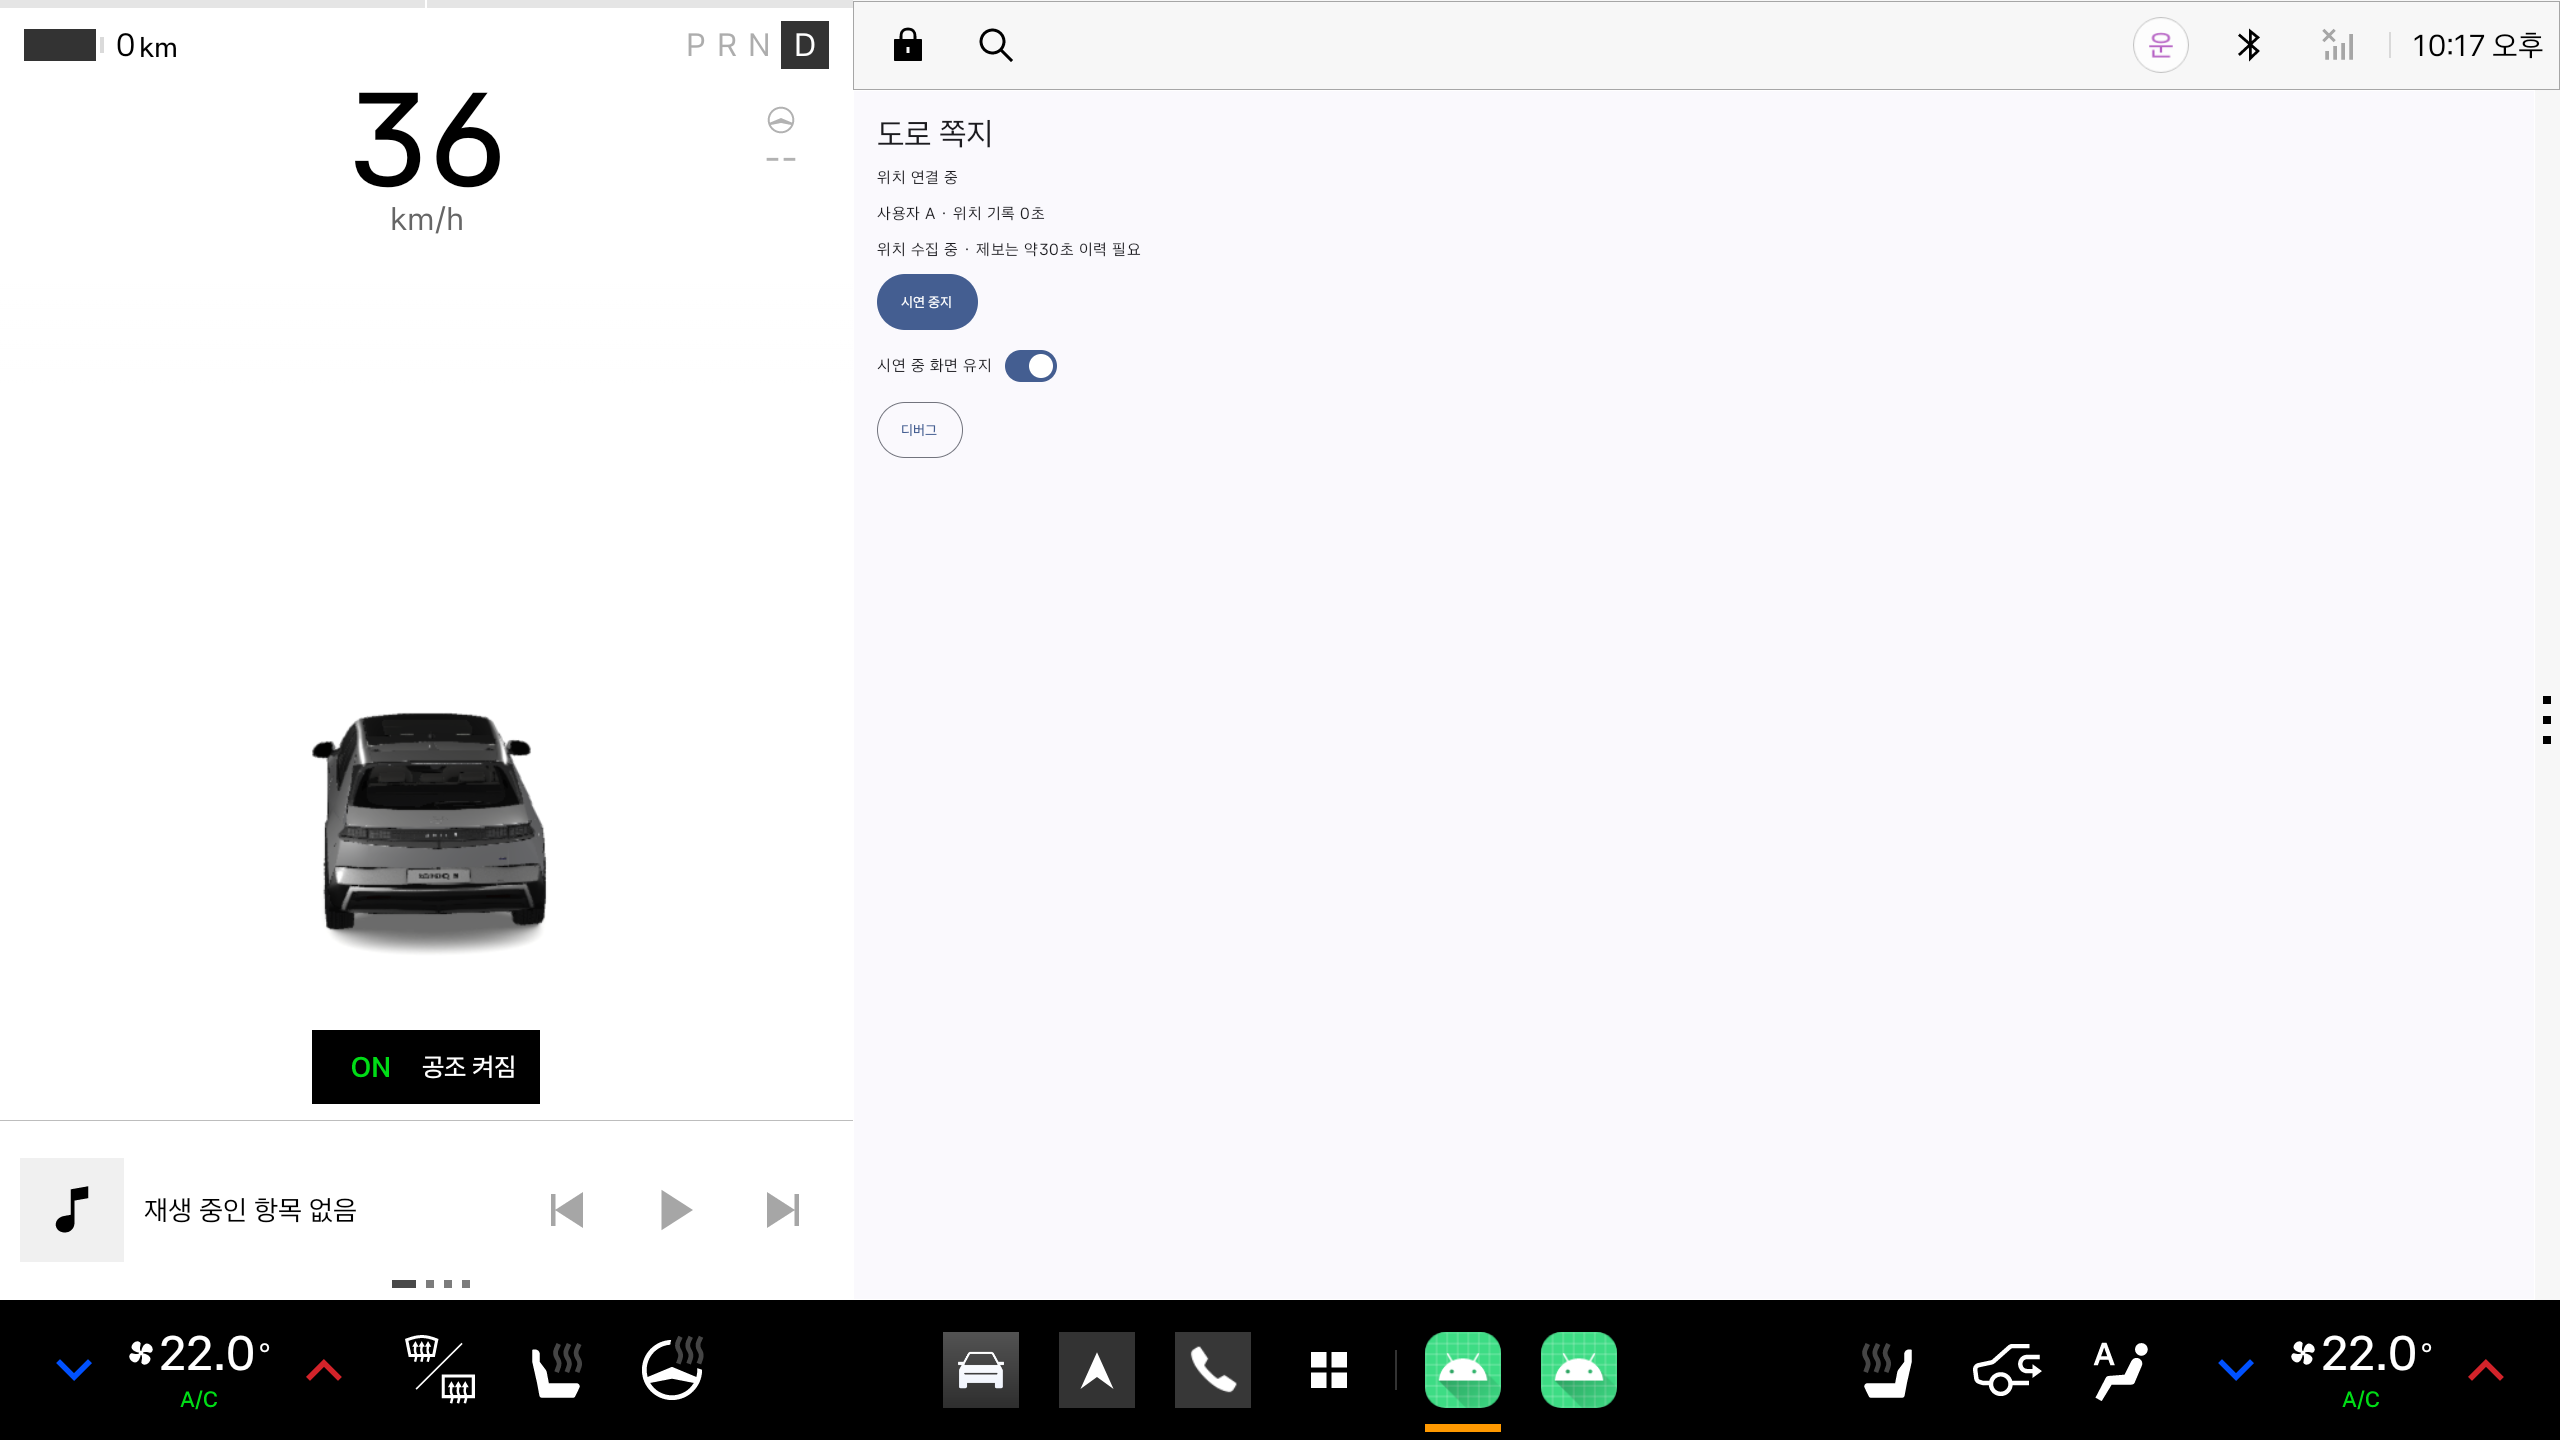 0 km
P R N D
36
km/h
--
ON 공조 켜짐
재생 중인 항목 없음
운
10:17 오후
도로 쪽지
위치 연결 중
사용자 A · 위치 기록 0초
위치 수집 중 · 제보는 약30초 이력 필요
시연 중지
시연 중 화면 유지
디버그
22.0°
A/C
A
22.0°
A/C